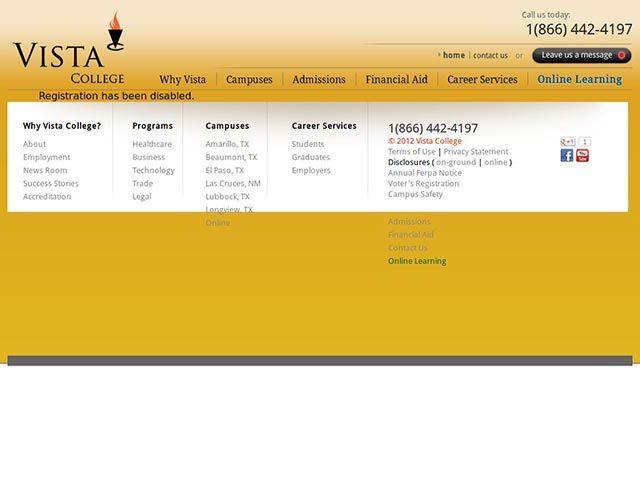 Call us today:
1(866) 442-4197
VISTA
COLLEGE
home | contact us or Leave us a message
Why Vista Campuses Admissions Financial Aid Career Services Online Learning
Registration has been disabled.
Why Vista College?
About
Employment
News Room
Success Stories
Accreditation
Programs
Healthcare
Business
Technology
Trade
Legal
Campuses
Amarillo, TX
Beaumont, TX
El Paso, TX
Las Cruces, NM
Lubbock, TX
Longview, TX
Online
Career Services
Students
Graduates
Employers
1(866) 442-4197
© 2012 Vista College
Terms of Use | Privacy Statement
Disclosures ( on-ground | online )
Annual Ferpa Notice
Voter's Registration
Campus Safety
Admissions
Financial Aid
Contact Us
Online Learning
g+1 1